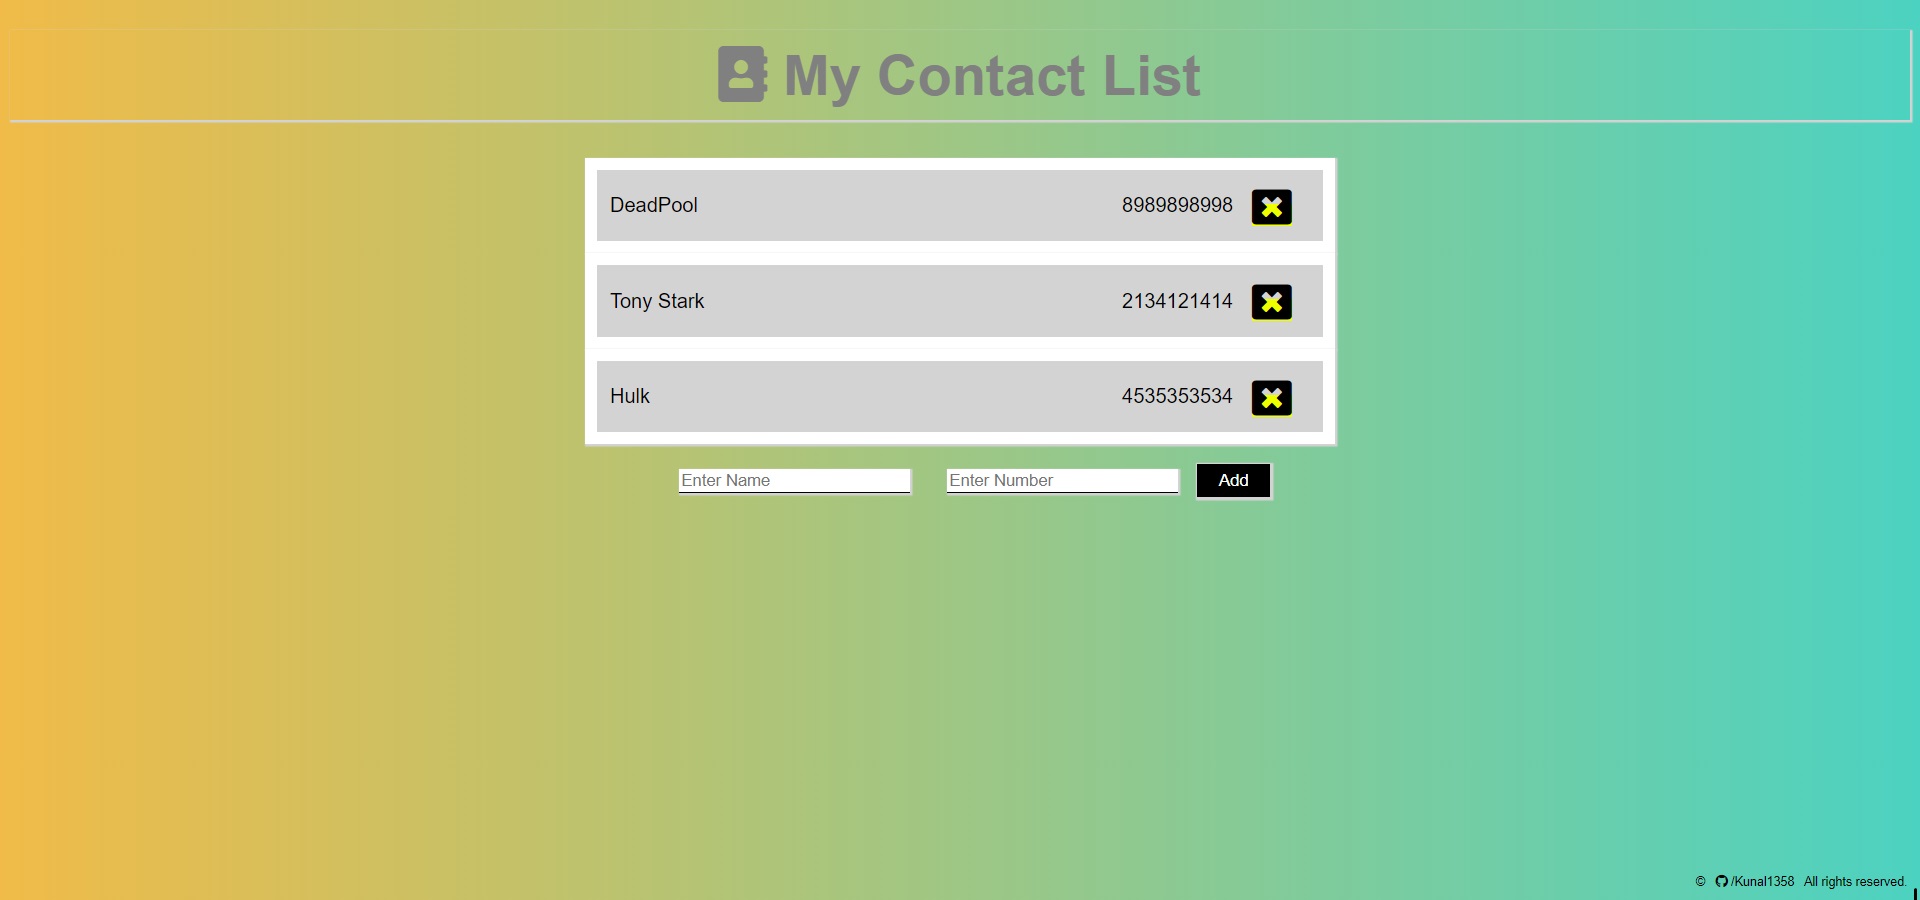 My Contact List
DeadPool 8989898998
Tony Stark 2134121414
Hulk 4535353534
Enter Name Enter Number Add
© /Kunal1358 All rights reserved.